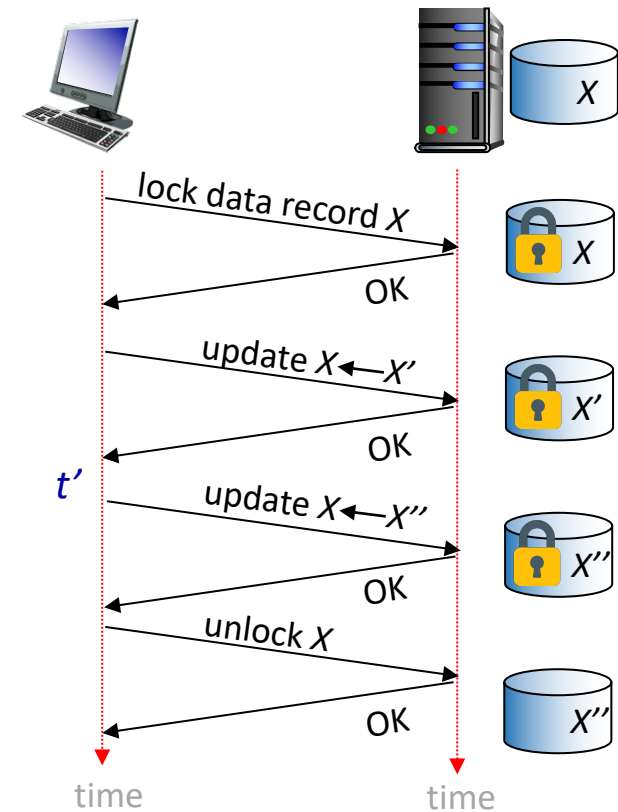 X
lock data record X
X
OK
update X←X’
X’
OK
t’
update X←X’’
X’’
OK
unlock X
OK
X’’
time
time